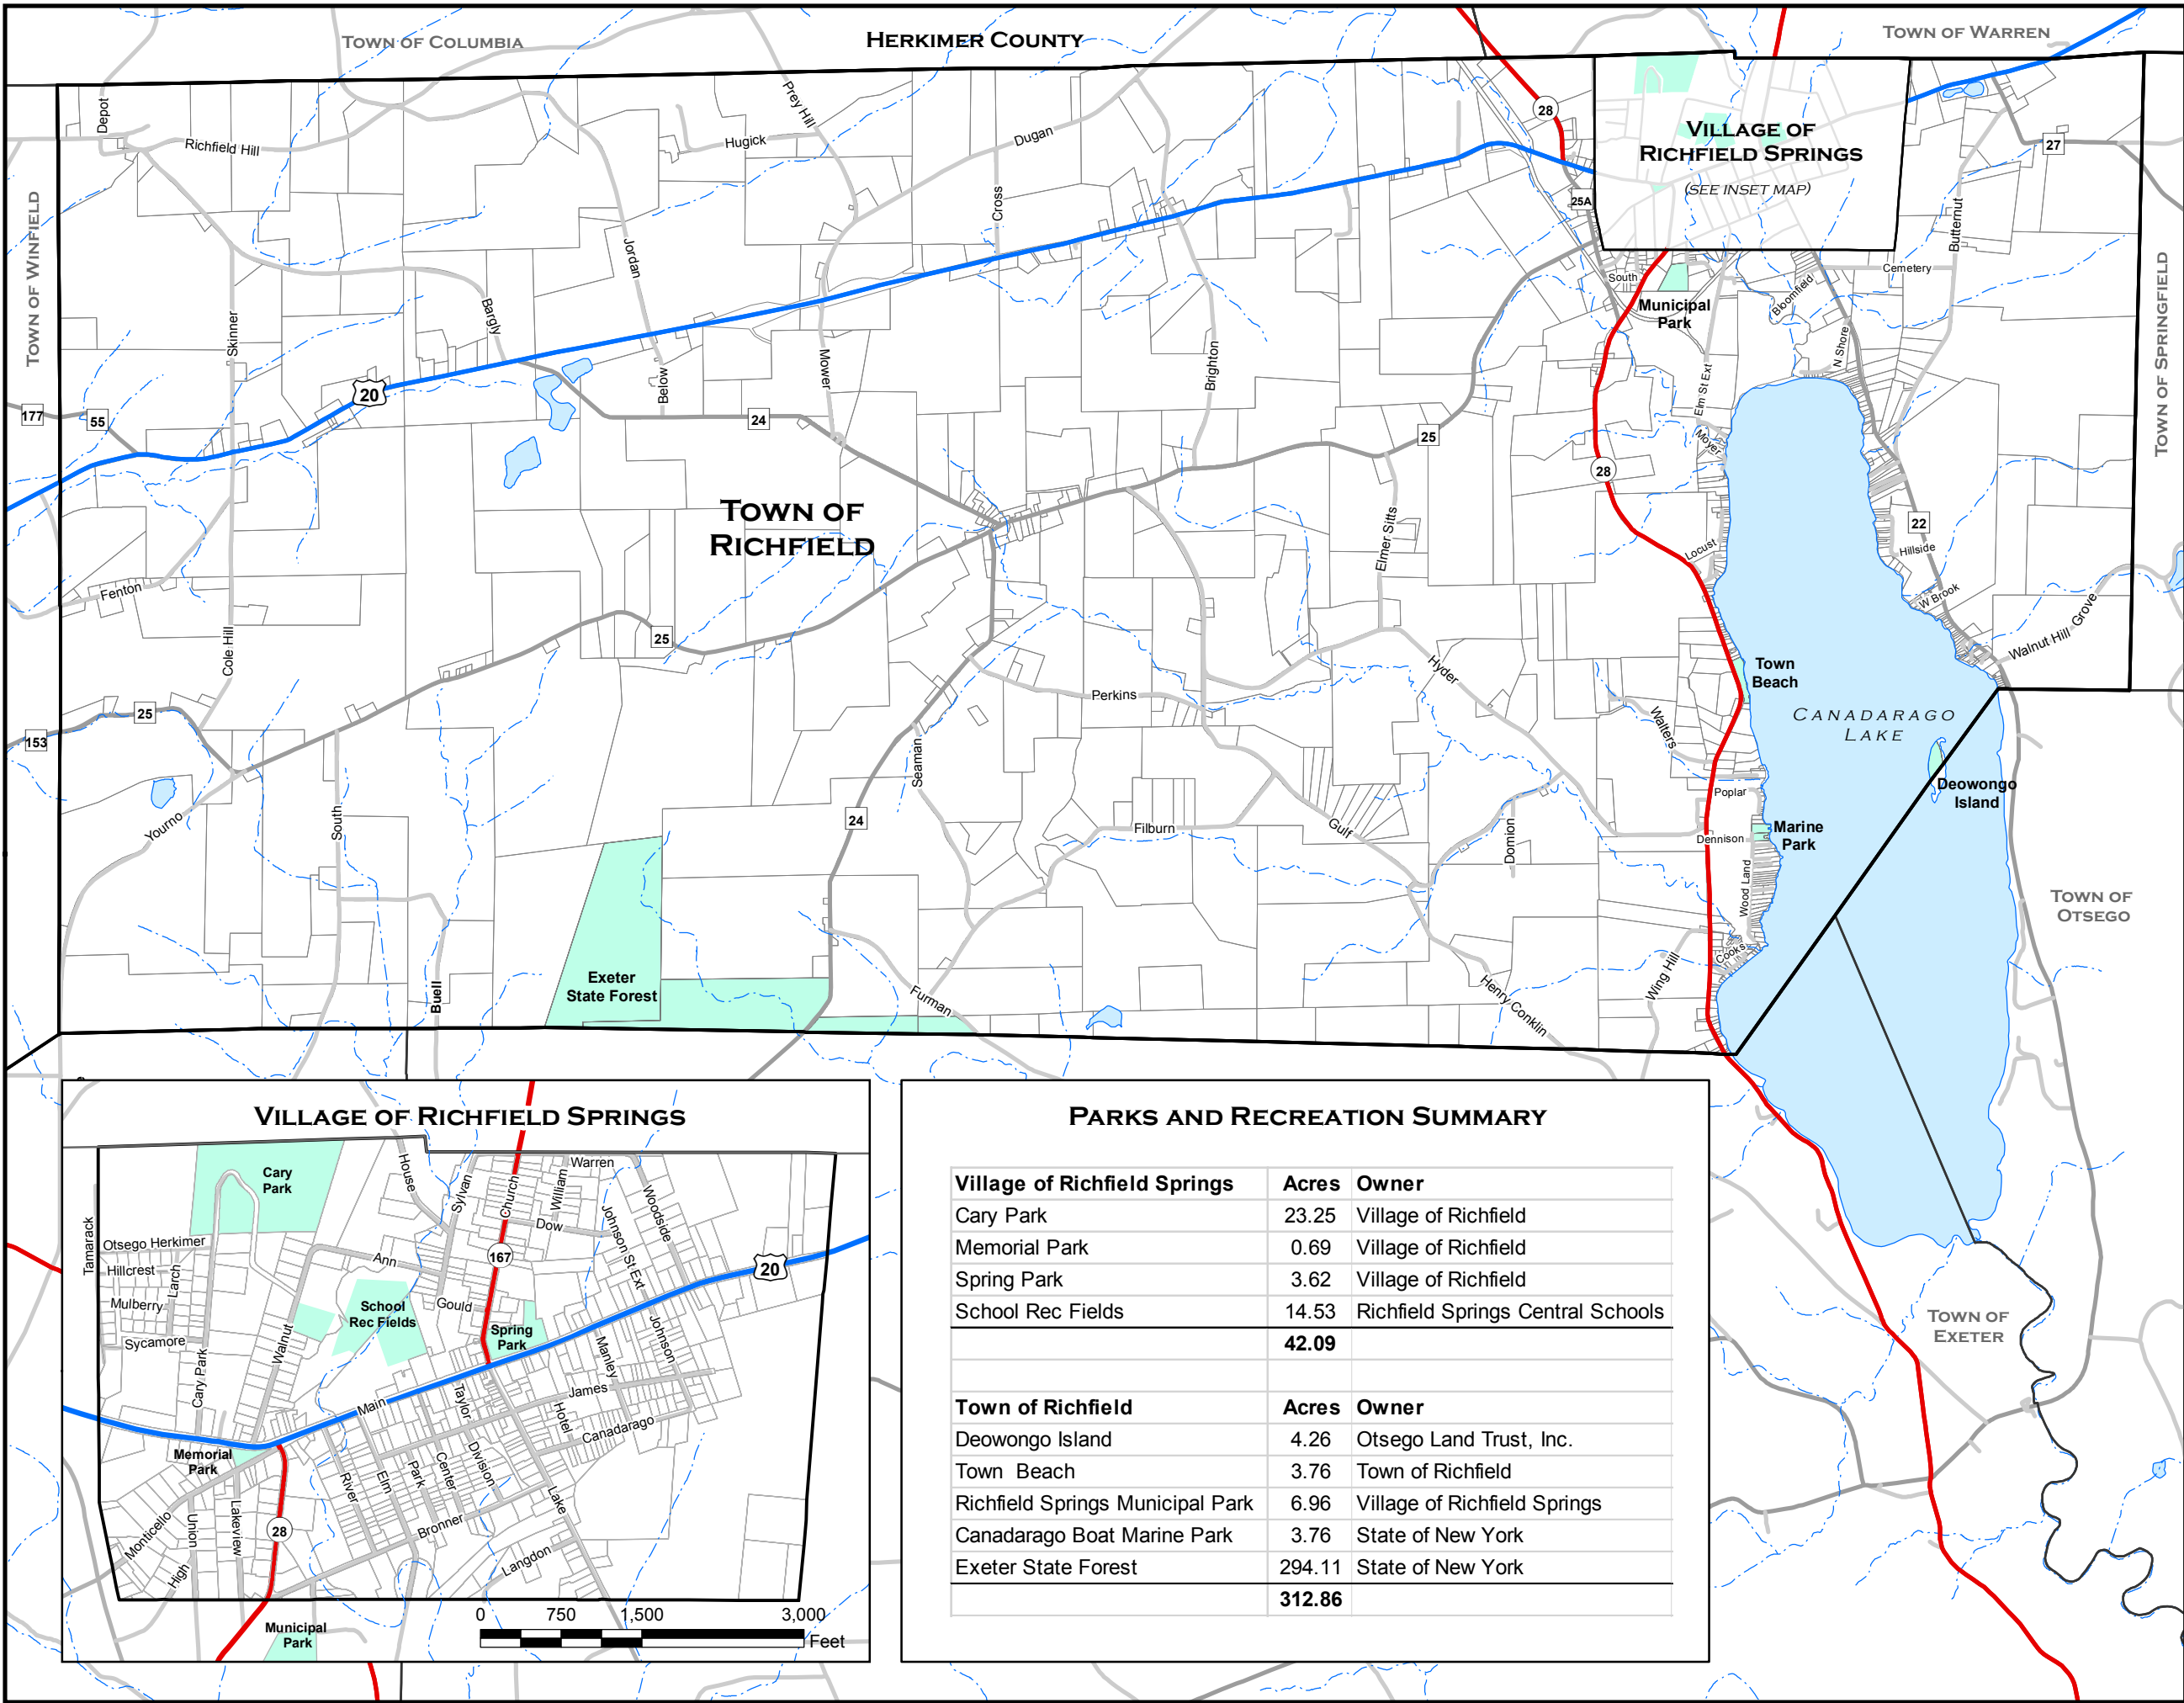 TOWN OF COLUMBIA
HERKIMER COUNTY
TOWN OF WARREN
Depot
Richfield Hill
Prey Hill
Hugick
Dugan
Cross
28
VILLAGE OF
RICHFIELD SPRINGS
(SEE INSET MAP)
27
25A
Butternut
TOWN OF WINFIELD
TOWN OF SPRINGFIELD
Skinner
Bargly
Jordan
Below
Mower
Brighton
South
Municipal
Park
Bloomfield
Cemetery
N Shore
Elm St Ext
Moyer
177
55
20
24
25
28
22
TOWN OF
RICHFIELD
Elmer Sitts
Locust
Hillside
W Brook
Walnut Hill Grove
Fenton
Cole Hill
25
Hyder
Perkins
Town
Beach
CANADARAGO
LAKE
Walters
25
153
Seaman
Deowongo
Island
Poplar
Yourno
South
24
Filburn
Gulf
Domion
Dennison
Marine
Park
Wood Land
TOWN OF
OTSEGO
Cooks
Wing Hill
Buell
Exeter
State Forest
Furman
Henry Conklin
TOWN OF
EXETER
VILLAGE OF RICHFIELD SPRINGS
Cary
Park
House
Sylvan
Church
William
Warren
Woodside
Dow
Johnson St Ext
Tamarack
Otsego Herkimer
Hillcrest
Larch
Mulberry
Sycamore
Cary Park
Walnut
Ann
167
20
School
Rec Fields
Gould
Spring
Park
Manley
Johnson
Main
Taylor
James
Hotel
Canadarago
Memorial
Park
River
Elm
Park
Center
Division
Lake
Monticello
Union
Lakeview
High
28
Bronner
Langdon
Municipal
Park
0 750 1,500 3,000
Feet
PARKS AND RECREATION SUMMARY
Village of Richfield Springs Acres Owner
Cary Park 23.25 Village of Richfield
Memorial Park 0.69 Village of Richfield
Spring Park 3.62 Village of Richfield
School Rec Fields 14.53 Richfield Springs Central Schools
42.09
Town of Richfield Acres Owner
Deowongo Island 4.26 Otsego Land Trust, Inc.
Town Beach 3.76 Town of Richfield
Richfield Springs Municipal Park 6.96 Village of Richfield Springs
Canadarago Boat Marine Park 3.76 State of New York
Exeter State Forest 294.11 State of New York
312.86